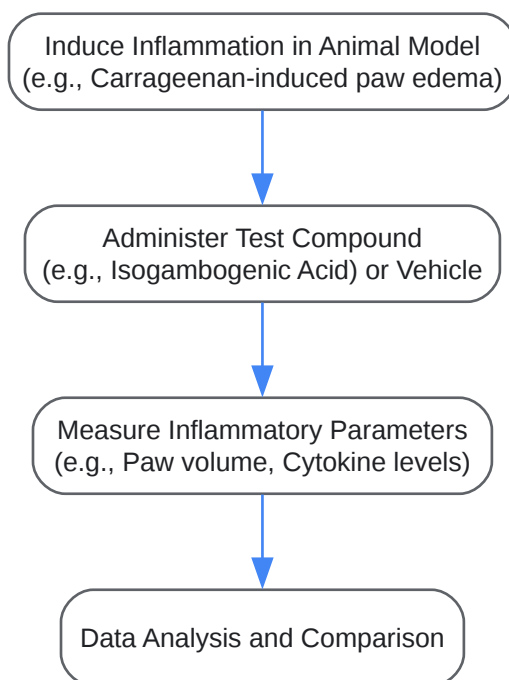 Induce Inflammation in Animal Model
(e.g., Carrageenan-induced paw edema)
Administer Test Compound
(e.g., Isogambogenic Acid) or Vehicle
Measure Inflammatory Parameters
(e.g., Paw volume, Cytokine levels)
Data Analysis and Comparison